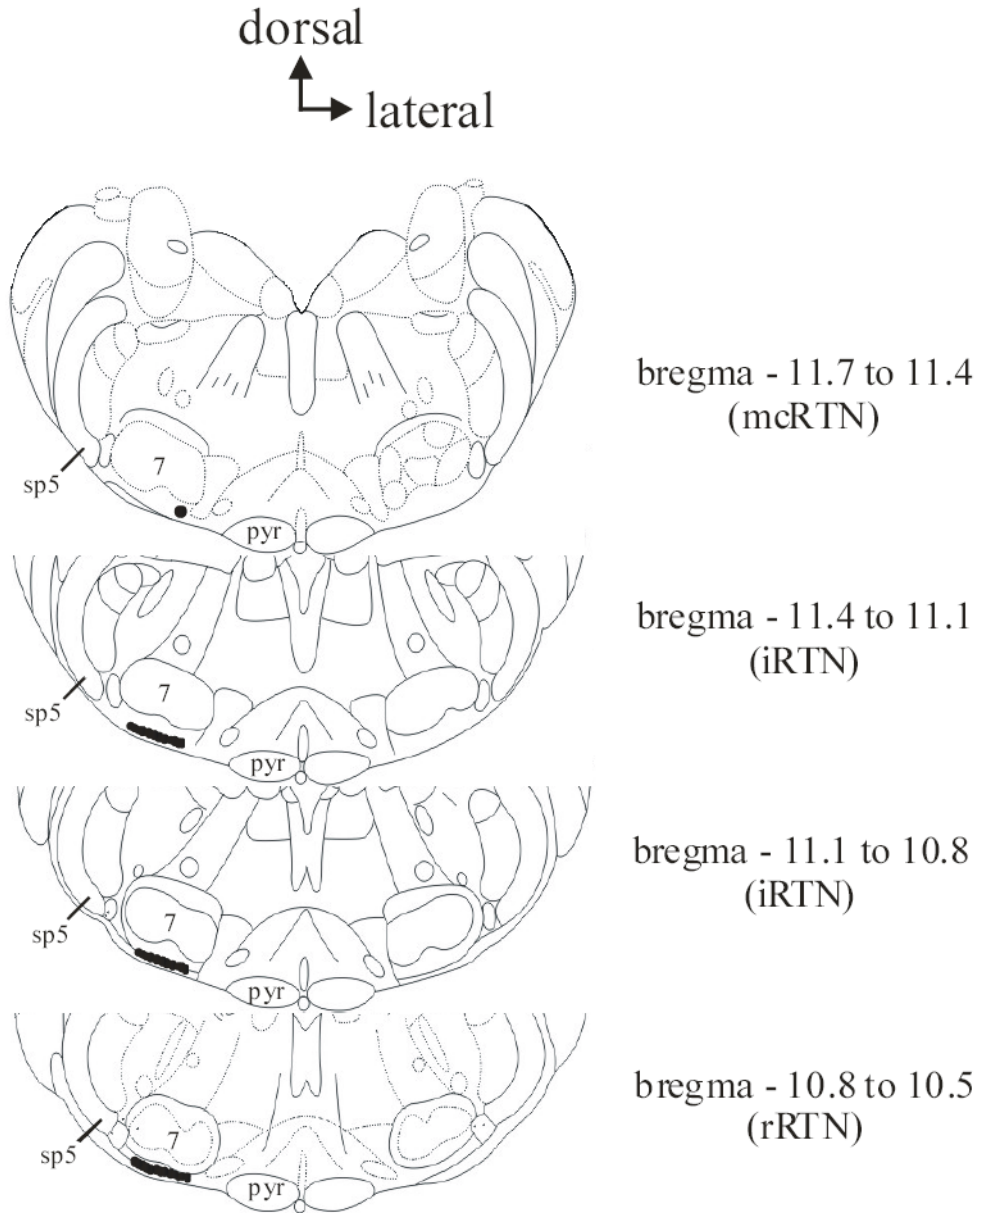 dorsal
lateral
bregma - 11.7 to 11.4
(mcRTN)
7
sp5
pyr
bregma - 11.4 to 11.1
(iRTN)
7
sp5
pyr
bregma - 11.1 to 10.8
(iRTN)
7
sp5
pyr
bregma - 10.8 to 10.5
(rRTN)
7
sp5
pyr